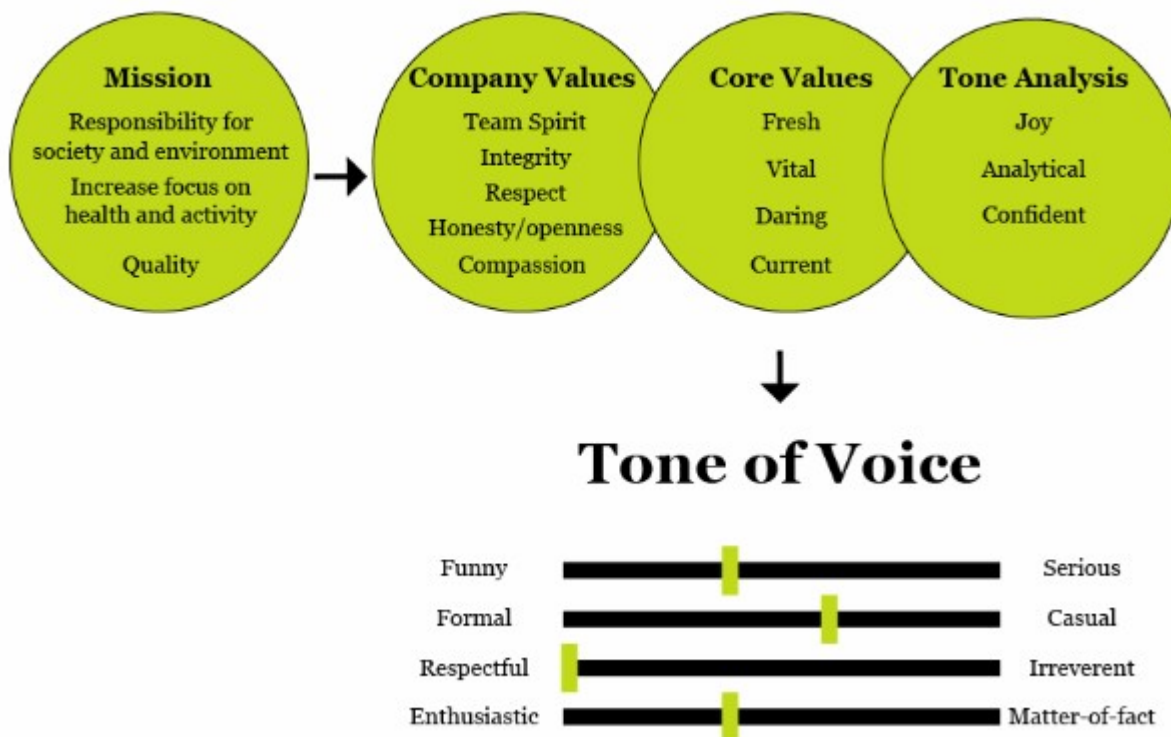 Mission
Responsibility for
society and environment
Increase focus on
health and activity
Quality
Company Values
Team Spirit
Integrity
Respect
Honesty/openness
Compassion
Core Values
Fresh
Vital
Daring
Current
Tone Analysis
Joy
Analytical
Confident
Tone of Voice
Funny Serious
Formal Casual
Respectful Irreverent
Enthusiastic Matter-of-fact